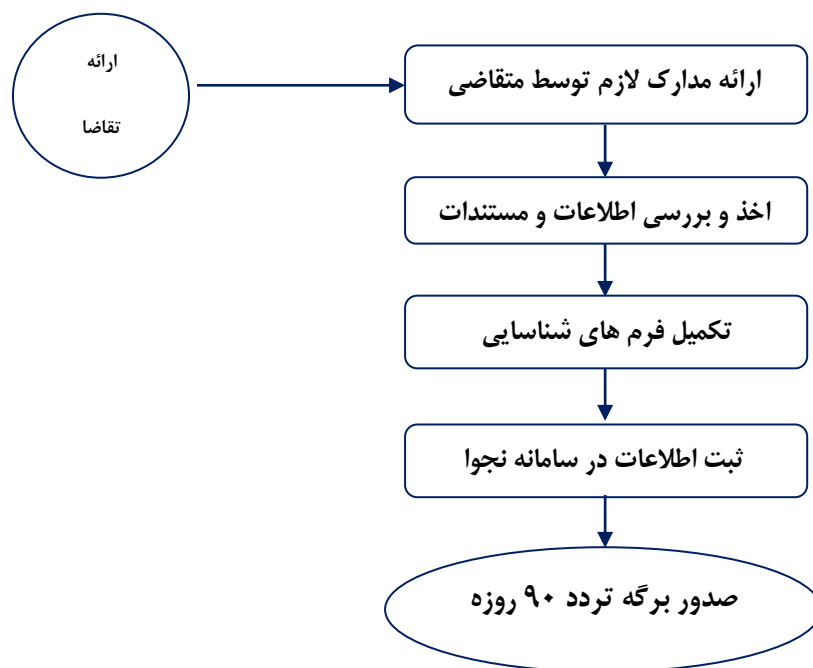 ارائه
تقاضا
ارائه مدارک لازم توسط متقاضی
اخذ و بررسی اطلاعات و مستندات
تکمیل فرم های شناسایی
ثبت اطلاعات در سامانه نجوا
صدور برگه تردد ۹۰ روزه